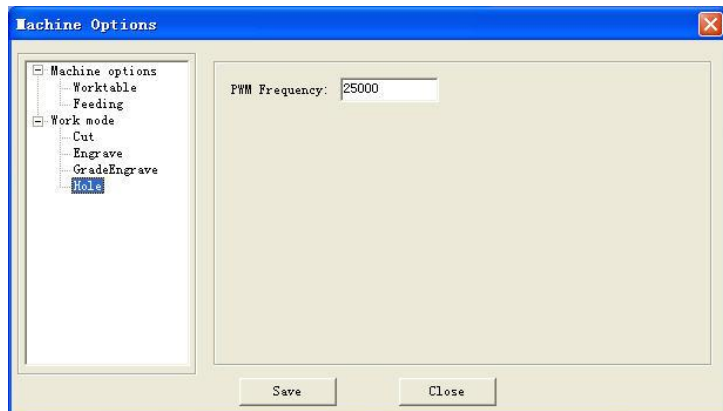 Machine Options
Machine options
Worktable
Feeding
Work mode
Cut
Engrave
GradeEngrave
Hole
PWM Frequency: 25000
Save Close